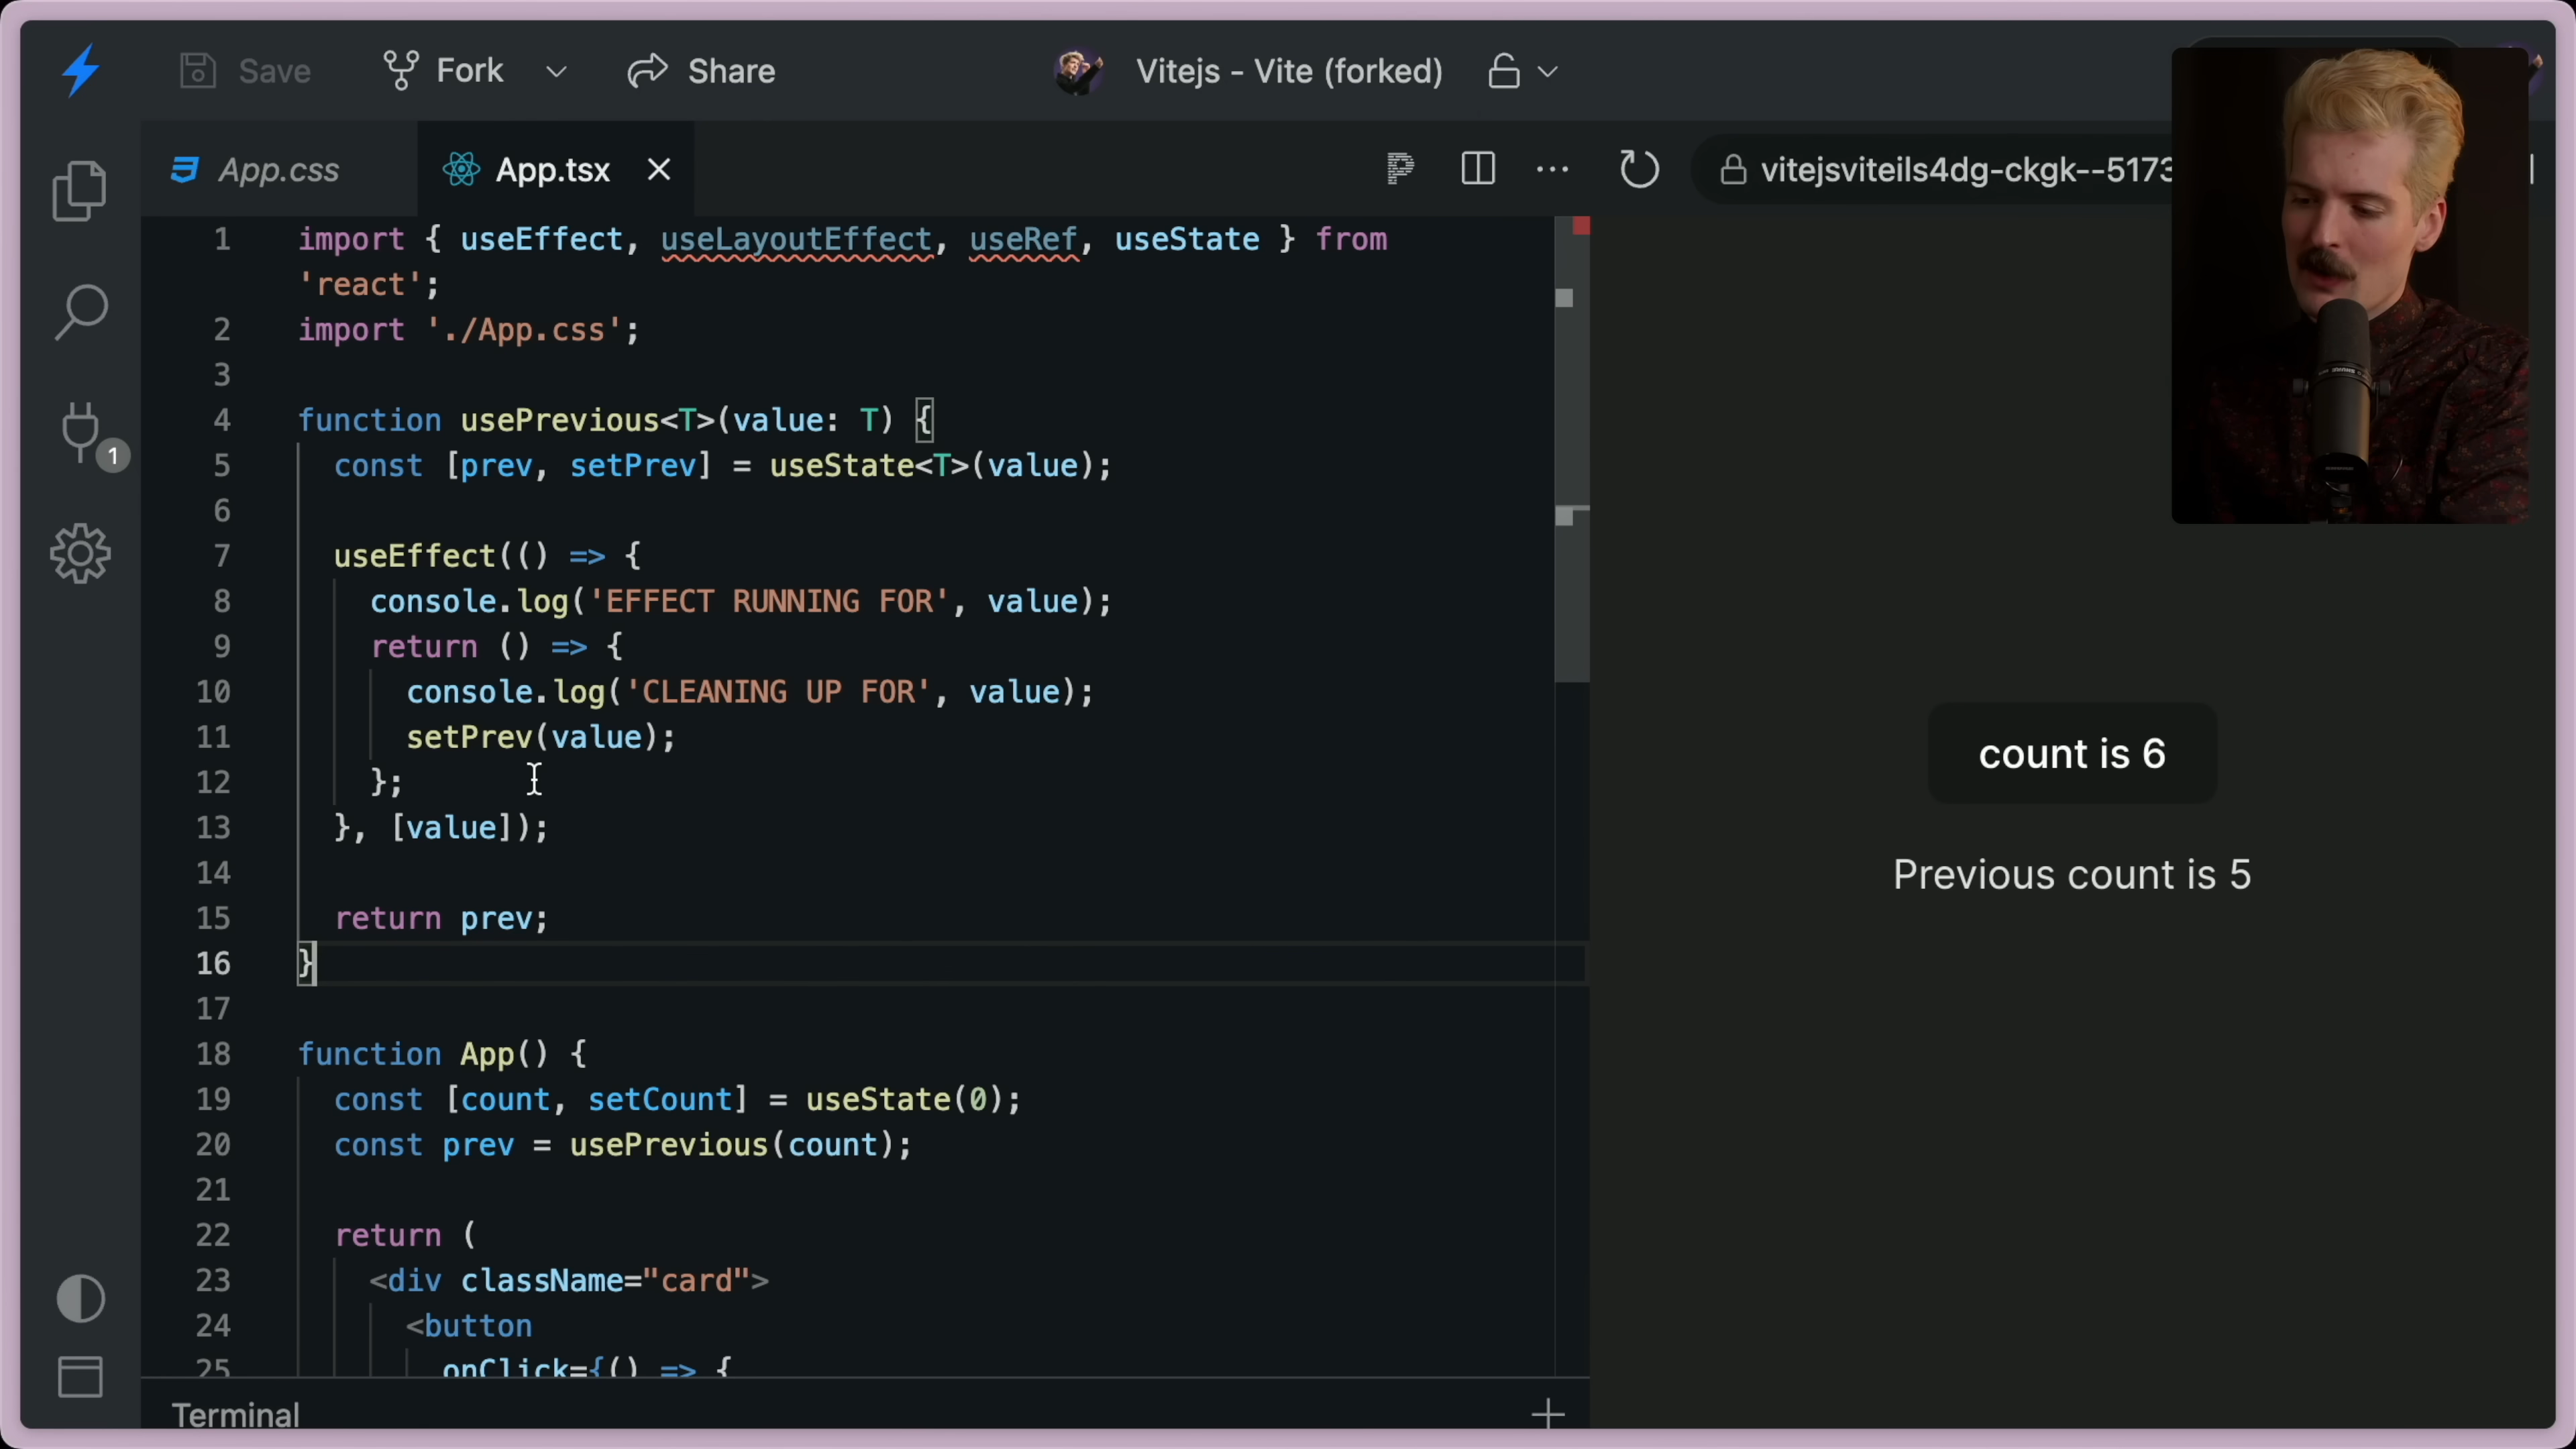 Save Fork Share Vitejs - Vite (forked)
App.css App.tsx vitejsviteils4dg-ckgk--5173
1 import { useEffect, useLayoutEffect, useRef, useState } from
'react';
2 import './App.css';
3
4 function usePrevious<T>(value: T) {
5 const [prev, setPrev] = useState<T>(value);
6
7 useEffect(() => {
8 console.log('EFFECT RUNNING FOR', value);
9 return () => {
10 console.log('CLEANING UP FOR', value);
11 setPrev(value);
12 };
13 }, [value]);
14
15 return prev;
16 }
17
18 function App() {
19 const [count, setCount] = useState(0);
20 const prev = usePrevious(count);
21
22 return (
23 <div className="card">
24 <button
25 onClick={() => {
Terminal
1
count is 6
Previous count is 5